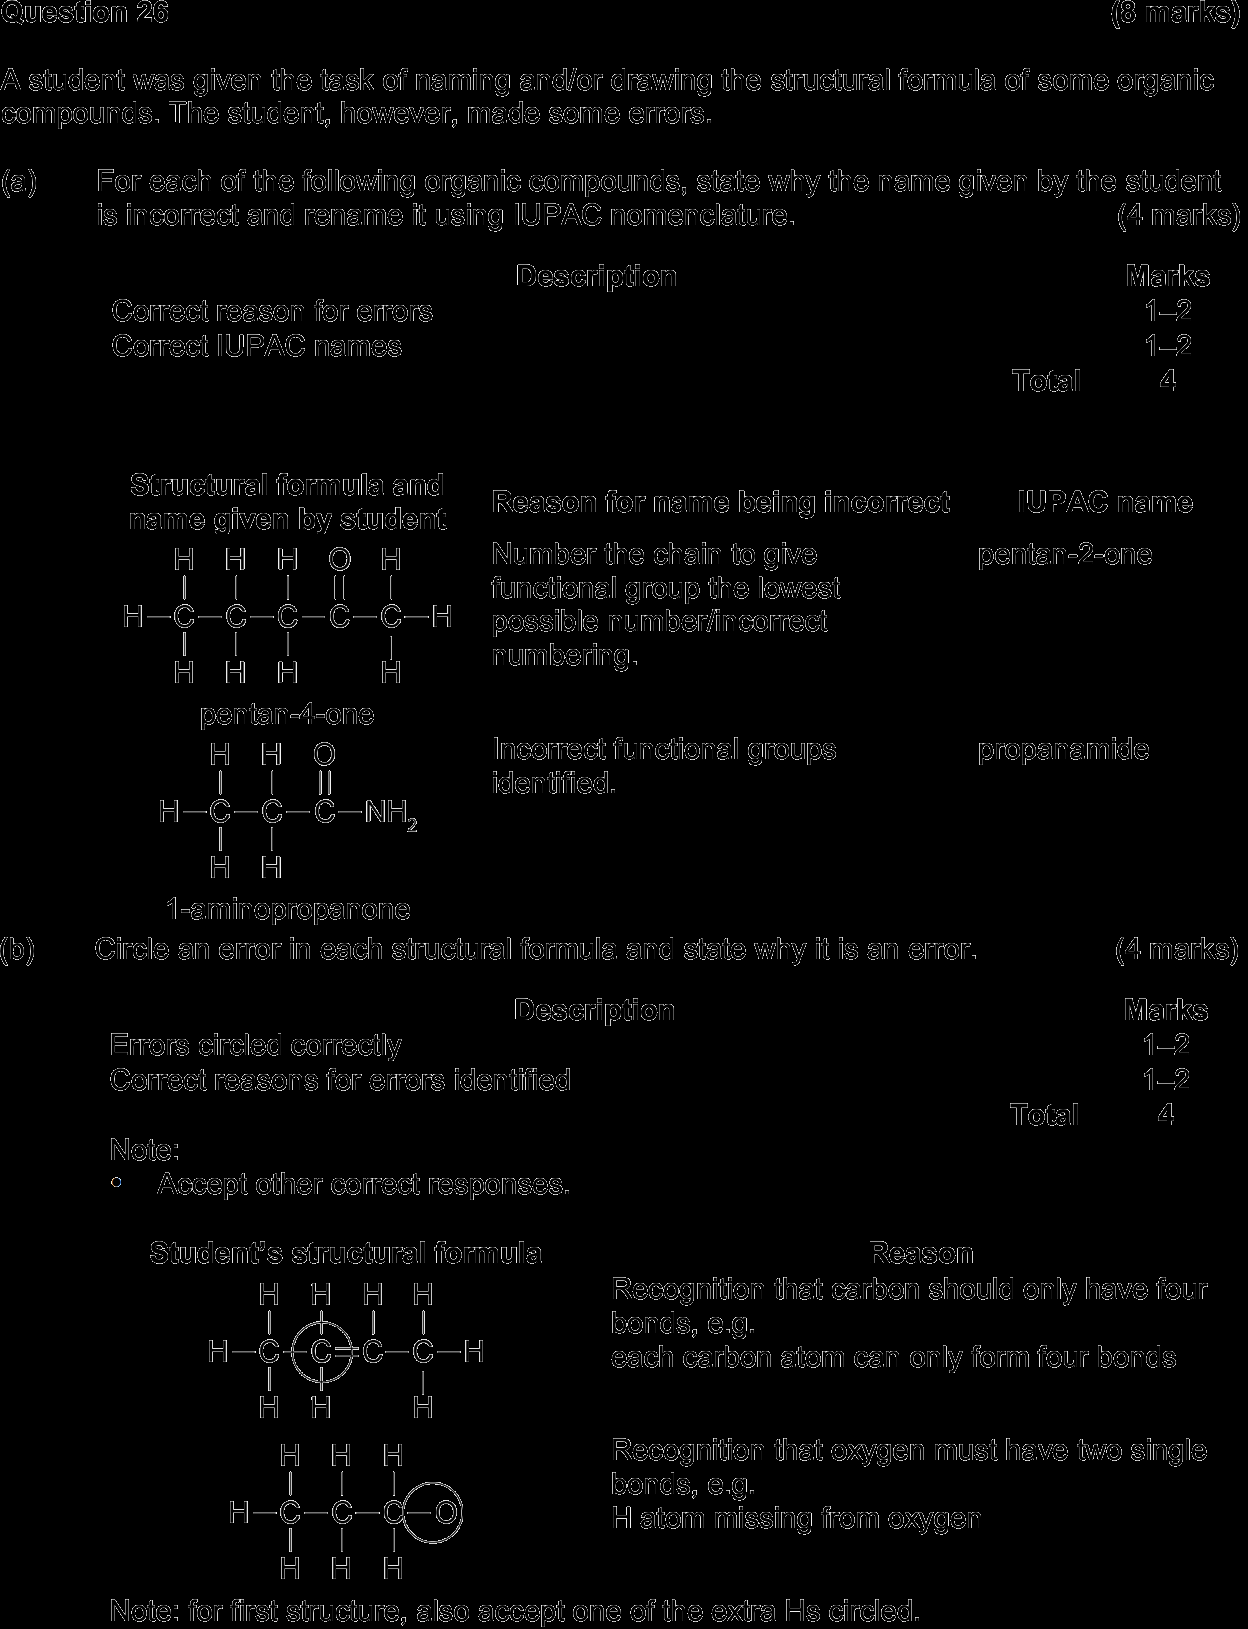 Question 26 (8 marks)
A student was given the task of naming and/or drawing the structural formula of some organic
compounds. The student, however, made some errors.
(a) For each of the following organic compounds, state why the name given by the student
is incorrect and rename it using IUPAC nomenclature. (4 marks)
Description Marks
Correct reason for errors 1–2
Correct IUPAC names 1–2
Total 4
Structural formula and
name given by student
Reason for name being incorrect IUPAC name
H H H O H
H—C—C—C—C—C—H
H H H H
pentan-4-one
Number the chain to give
functional group the lowest
possible number/incorrect
numbering.
pentan-2-one
H H O
H—C—C—C—NH₂
H H
1-aminopropanone
Incorrect functional groups
identified.
propanamide
(b) Circle an error in each structural formula and state why it is an error. (4 marks)
Description Marks
Errors circled correctly 1–2
Correct reasons for errors identified 1–2
Total 4
Note:
• Accept other correct responses.
Student's structural formula Reason
H H H H
H—C—C=C—C—H
H H H
Recognition that carbon should only have four
bonds, e.g.
each carbon atom can only form four bonds
H H H
H—C—C—C—O
H H H
Recognition that oxygen must have two single
bonds, e.g.
H atom missing from oxygen
Note: for first structure, also accept one of the extra Hs circled.